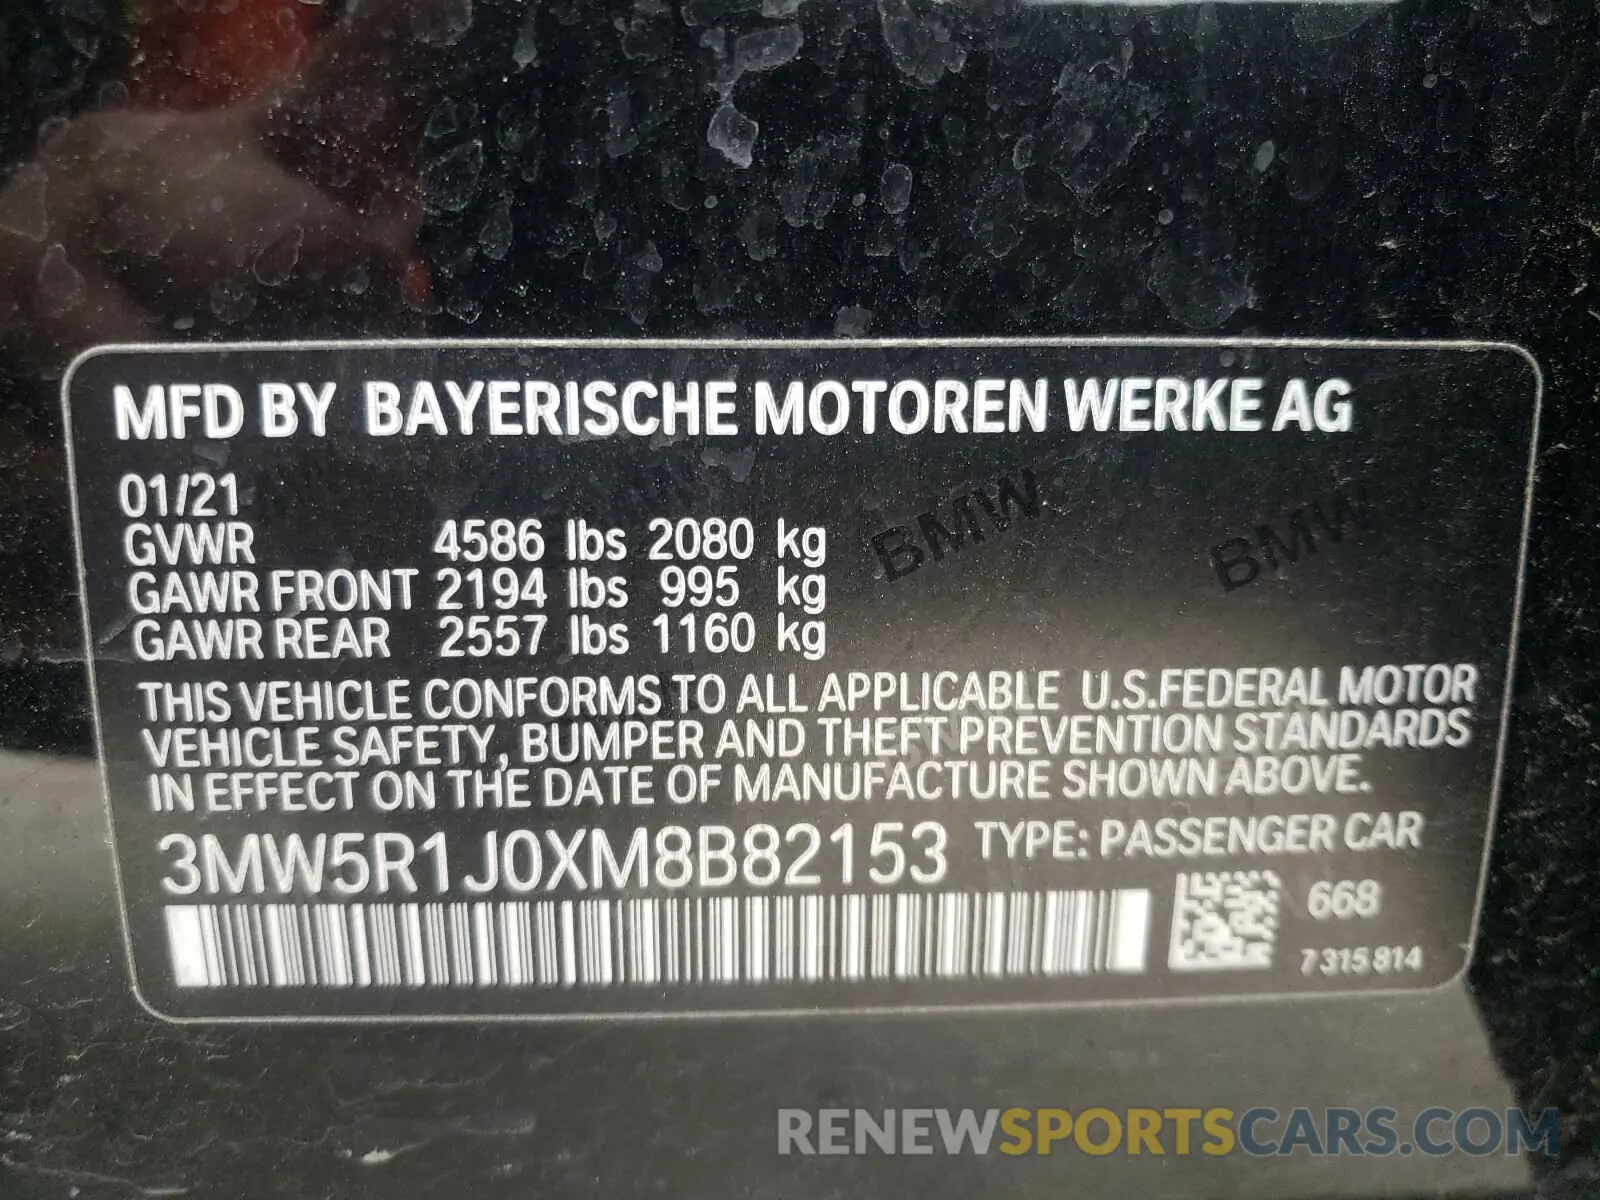 MFD BY BAYERISCHE MOTOREN WERKE AG
01/21
GVWR 4586 lbs 2080 kg
GAWR FRONT 2194 lbs 995 kg
GAWR REAR 2557 lbs 1160 kg
BMW BMW
THIS VEHICLE CONFORMS TO ALL APPLICABLE U.S.FEDERAL MOTOR
VEHICLE SAFETY, BUMPER AND THEFT PREVENTION STANDARDS
IN EFFECT ON THE DATE OF MANUFACTURE SHOWN ABOVE.
3MW5R1J0XM8B82153 TYPE: PASSENGER CAR
668
7315814
RENEWSPORTSCARS.COM